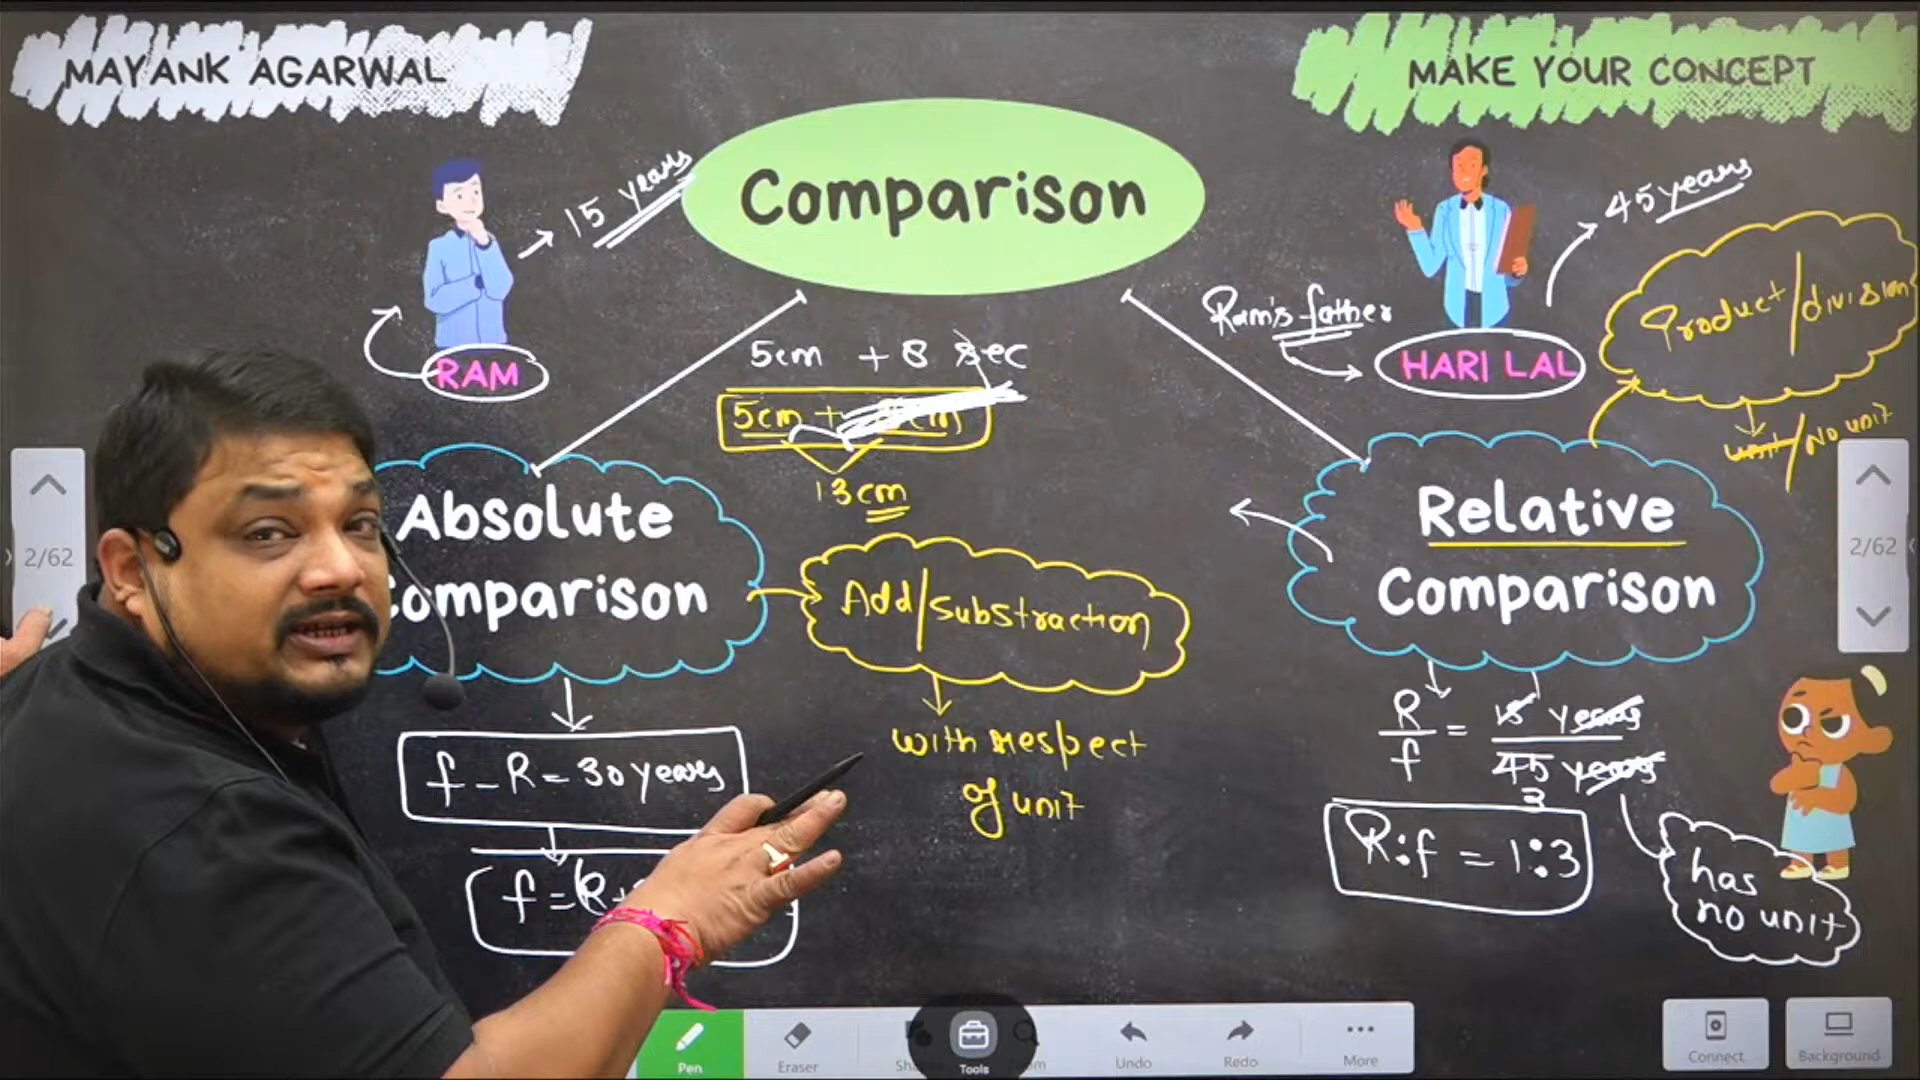 MAYANK AGARWAL
MAKE YOUR CONCEPT
Comparison
15 years
45 years
Ram's father
RAM
HARI LAL
Product/division
unit/No unit
5cm + 8 sec
5cm +
13 cm
Absolute
Comparison
Relative
Comparison
Add/substraction
with respect
of unit
f - R = 30 years
f = (R +
R/f = 15 years/45 years
3
R:f = 1:3
has
no unit
2/62
2/62
Pen
Eraser
Tools
Undo
Redo
More
Connect
Background